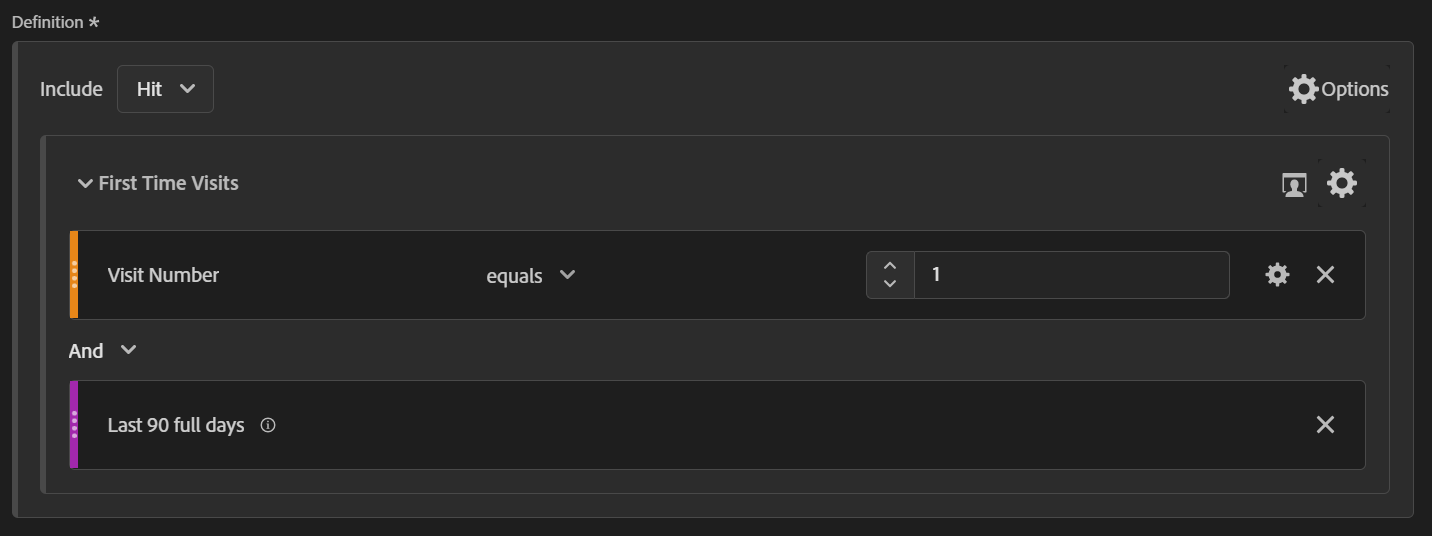 Definition *
Include Hit Options
First Time Visits
Visit Number equals 1
And
Last 90 full days